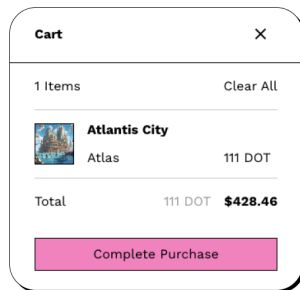 Cart
1 Items Clear All
Atlantis City
Atlas 111 DOT
Total 111 DOT $428.46
Complete Purchase